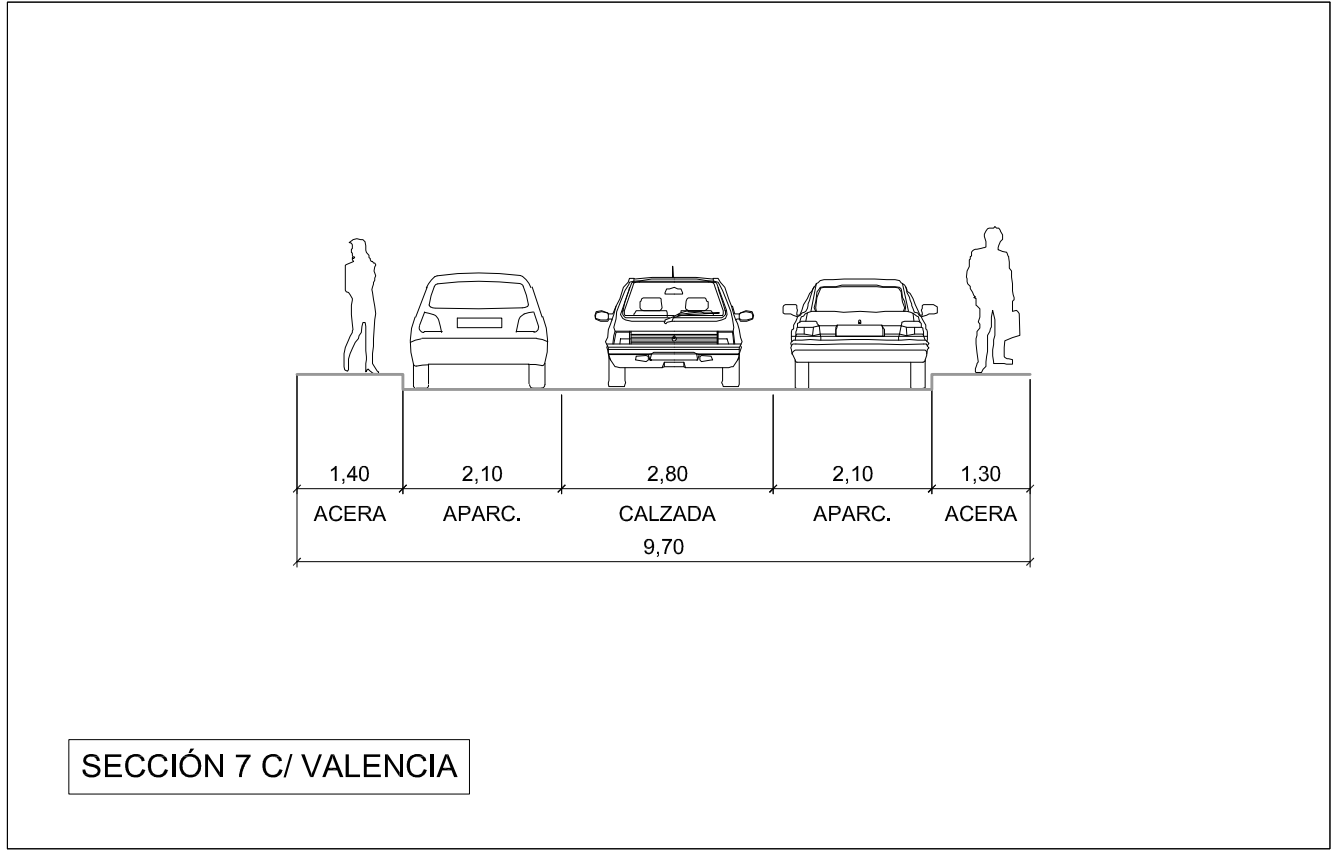 1,40 2,10 2,80 2,10 1,30
ACERA APARC. CALZADA APARC. ACERA
9,70
SECCIÓN 7 C/ VALENCIA